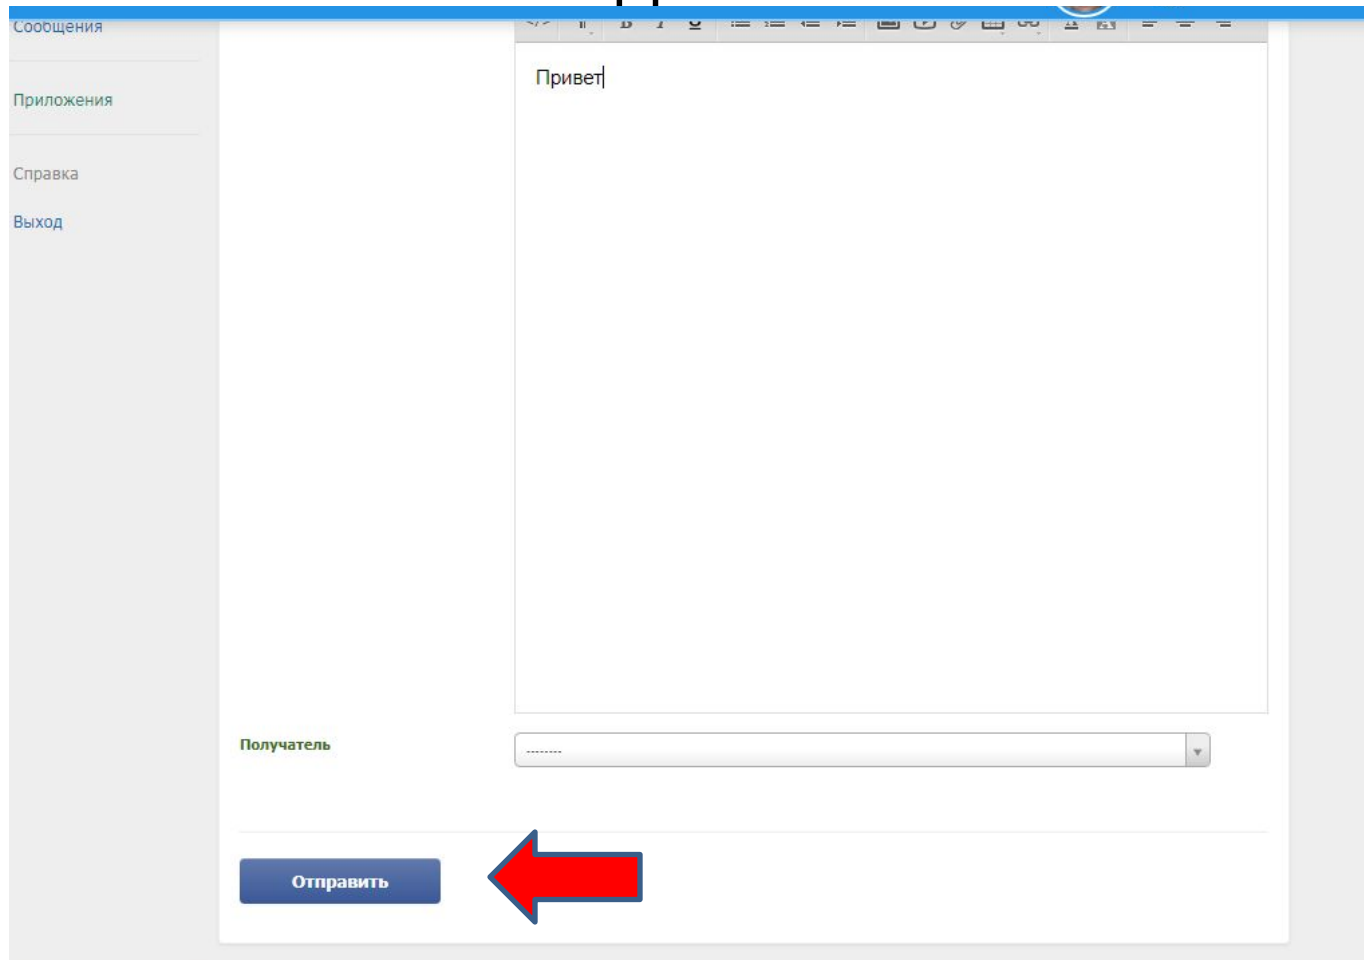 Сообщения
Привет
Приложения
Справка
Выход
Получатель
--------
Отправить